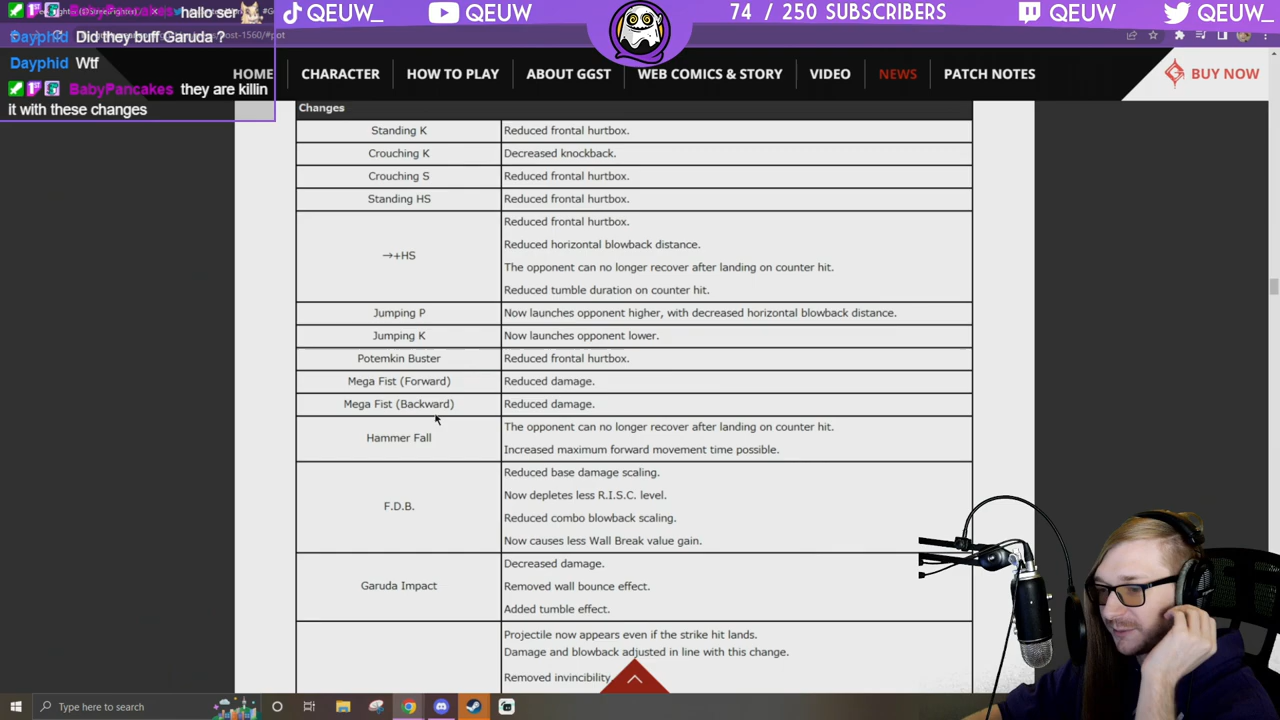 BabyPancakes hallo ser
Dayphid Did they buff Garuda ?
Dayphid Wtf
BabyPancakes they are killin
it with these changes
QEUW_
QEUW
74 / 250 SUBSCRIBERS
QEUW
QEUW_
ost-1560/#pot
HOME
CHARACTER
HOW TO PLAY
ABOUT GGST
WEB COMICS & STORY
VIDEO
NEWS
PATCH NOTES
BUY NOW
Changes
Standing K
Reduced frontal hurtbox.
Crouching K
Decreased knockback.
Crouching S
Reduced frontal hurtbox.
Standing HS
Reduced frontal hurtbox.
→+HS
Reduced frontal hurtbox.
Reduced horizontal blowback distance.
The opponent can no longer recover after landing on counter hit.
Reduced tumble duration on counter hit.
Jumping P
Now launches opponent higher, with decreased horizontal blowback distance.
Jumping K
Now launches opponent lower.
Potemkin Buster
Reduced frontal hurtbox.
Mega Fist (Forward)
Reduced damage.
Mega Fist (Backward)
Reduced damage.
Hammer Fall
The opponent can no longer recover after landing on counter hit.
Increased maximum forward movement time possible.
F.D.B.
Reduced base damage scaling.
Now depletes less R.I.S.C. level.
Reduced combo blowback scaling.
Now causes less Wall Break value gain.
Garuda Impact
Decreased damage.
Removed wall bounce effect.
Added tumble effect.
Projectile now appears even if the strike hit lands.
Damage and blowback adjusted in line with this change.
Removed invincibility
Type here to search